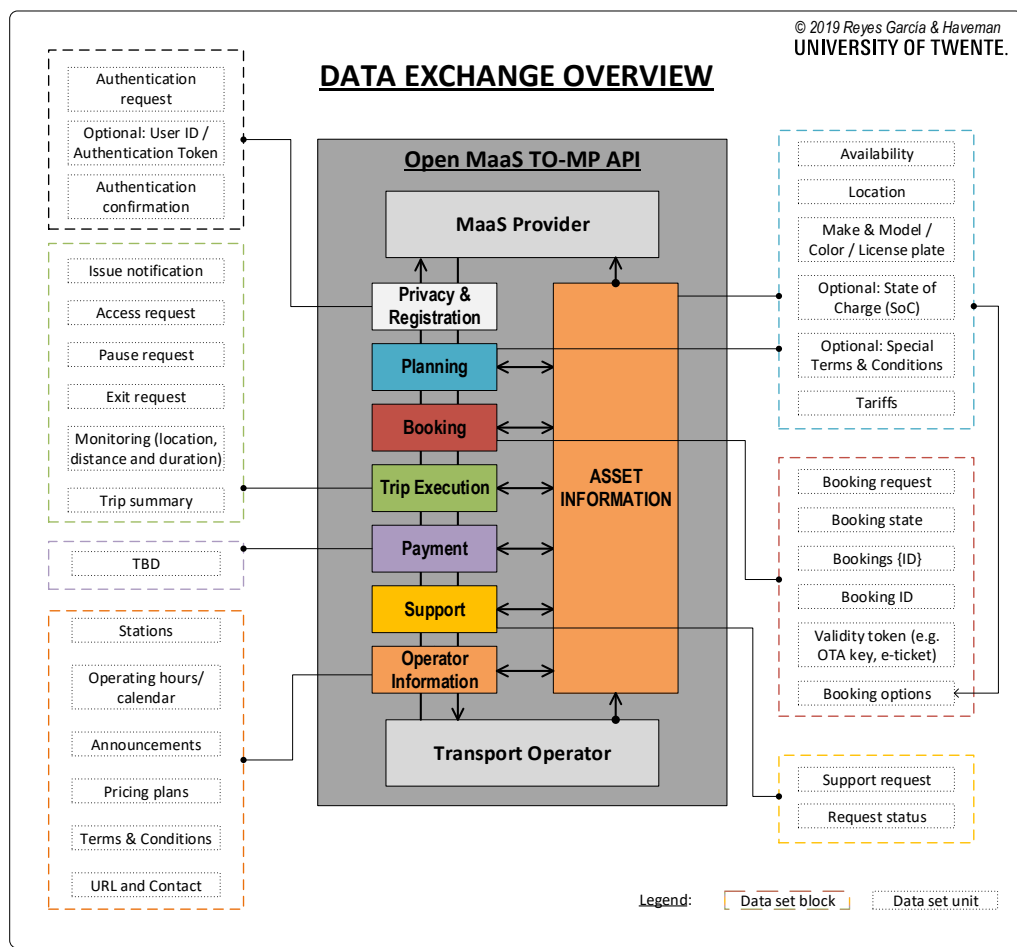 © 2019 Reyes García & Haveman
UNIVERSITY OF TWENTE.
DATA EXCHANGE OVERVIEW
Authentication
request
Optional: User ID /
Authentication Token
Authentication
confirmation
Issue notification
Access request
Pause request
Exit request
Monitoring (location,
distance and duration)
Trip summary
TBD
Stations
Operating hours/
calendar
Announcements
Pricing plans
Terms & Conditions
URL and Contact
Open MaaS TO-MP API
MaaS Provider
Privacy &
Registration
Planning
Booking
Trip Execution
Payment
Support
Operator
Information
ASSET
INFORMATION
Transport Operator
Availability
Location
Make & Model /
Color / License plate
Optional: State of
Charge (SoC)
Optional: Special
Terms & Conditions
Tariffs
Booking request
Booking state
Bookings {ID}
Booking ID
Validity token (e.g.
OTA key, e-ticket)
Booking options
Support request
Request status
Legend:
Data set block
Data set unit